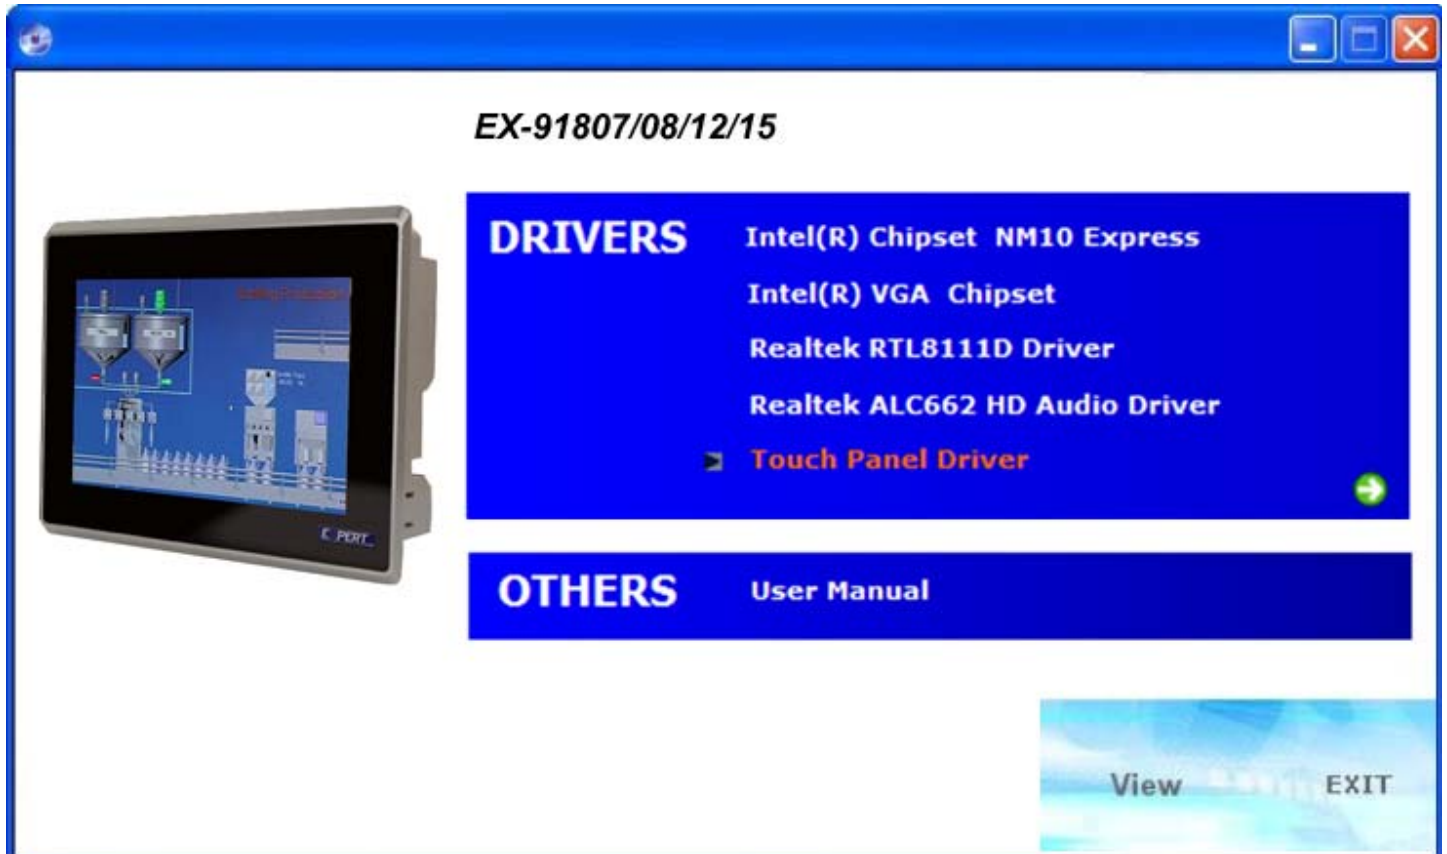 EX-91807/08/12/15
DRIVERS
Intel(R) Chipset NM10 Express
Intel(R) VGA Chipset
Realtek RTL8111D Driver
Realtek ALC662 HD Audio Driver
Touch Panel Driver
OTHERS
User Manual
View
EXIT